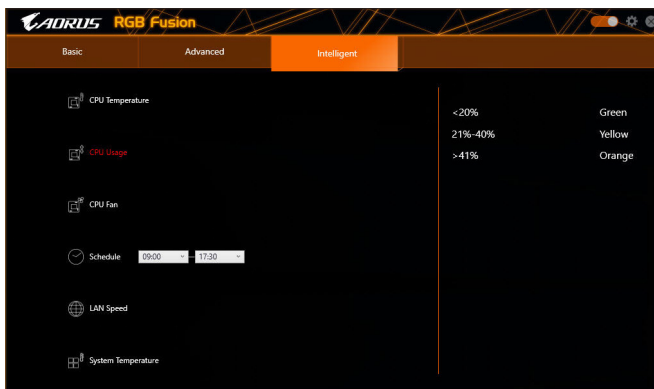 AORUS RGB Fusion
Basic Advanced Intelligent
CPU Temperature
CPU Usage
CPU Fan
Schedule 09:00 – 17:30
LAN Speed
System Temperature
<20% Green
21%-40% Yellow
>41% Orange